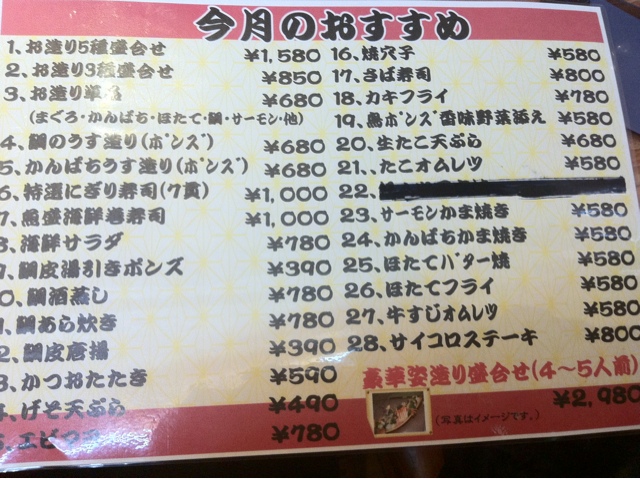 今月のおすすめ
1、お造り5種盛合せ ¥1,580
2、お造り3種盛合せ ¥850
3、お造り単品 ¥680
(まぐろ・かんぱち・ほたて・鯛・サーモン・他)
4、鯛のうす造り(ポンズ) ¥680
5、かんぱちうす造り(ポンズ) ¥680
6、特選にぎり寿司(7貫) ¥1,000
7、魚盛海鮮巻寿司 ¥1,000
8、海鮮サラダ ¥780
9、鯛皮湯引きポンズ ¥390
0、鯛酒蒸し ¥780
1、鯛あら炊き ¥780
2、鯛皮唐揚 ¥390
3、かつおたたき ¥590
4、げそ天ぷら ¥490
エビ ¥780
16、焼穴子 ¥580
17、さば寿司 ¥800
18、カキフライ ¥780
19、魚ポンズ香味野菜添え ¥580
20、生たこ天ぷら ¥680
21、、たこオムレツ ¥580
22、
23、サーモンかま焼き ¥580
24、かんぱちかま焼き ¥580
25、ほたてバター焼 ¥580
26、ほたてフライ ¥580
27、牛すじオムレツ ¥580
28、サイコロステーキ ¥800
豪華姿造り盛合せ(4～5人前)
¥2,980
(写真はイメージです。)